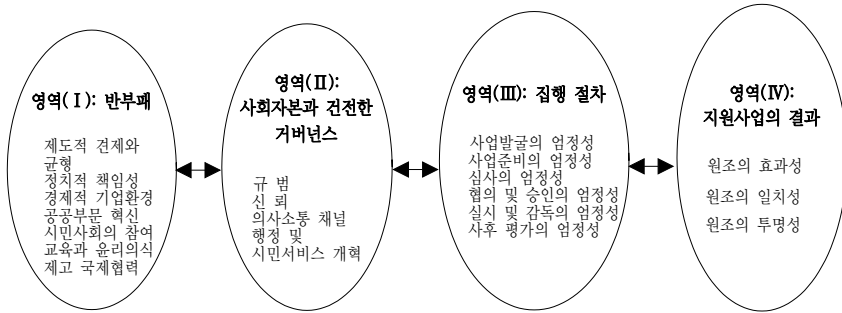 영역(Ⅰ): 반부패
제도적 견제와
균형
정치적 책임성
경제적 기업환경
공공부문 혁신
시민사회의 참여
교육과 윤리의식
제고 국제협력
영역(Ⅱ):
사회자본과 건전한
거버넌스
규 범
신 뢰
의사소통 채널
행정 및
시민서비스 개혁
영역(Ⅲ): 집행 절차
사업발굴의 엄정성
사업준비의 엄정성
심사의 엄정성
협의 및 승인의 엄정성
실시 및 감독의 엄정성
사후 평가의 엄정성
영역(Ⅳ):
지원사업의 결과
원조의 효과성
원조의 일치성
원조의 투명성